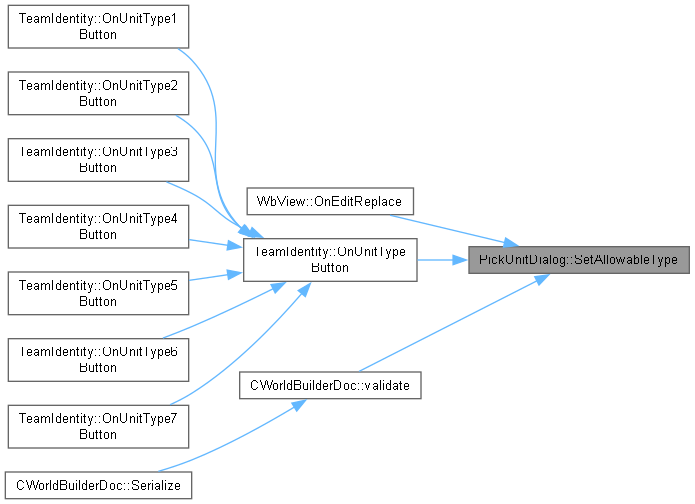 TeamIdentity::OnUnitType1
Button
TeamIdentity::OnUnitType2
Button
TeamIdentity::OnUnitType3
Button
TeamIdentity::OnUnitType4
Button
TeamIdentity::OnUnitType5
Button
TeamIdentity::OnUnitType6
Button
TeamIdentity::OnUnitType7
Button
CWorldBuilderDoc::Serialize
WbView::OnEditReplace
TeamIdentity::OnUnitType
Button
CWorldBuilderDoc::validate
PickUnitDialog::SetAllowableType